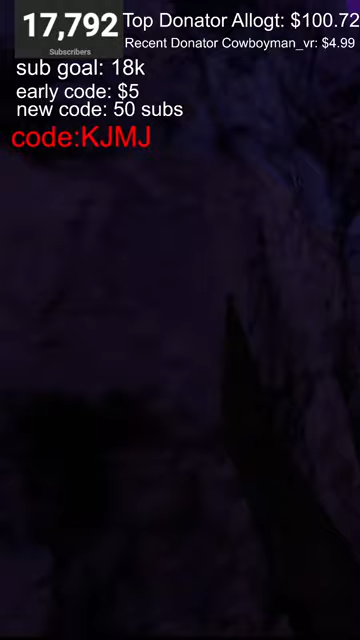 17,792
Subscribers
Top Donator Allogt: $100.72
Recent Donator Cowboyman_vr: $4.99
sub goal: 18k
early code: $5
new code: 50 subs
code:KJMJ